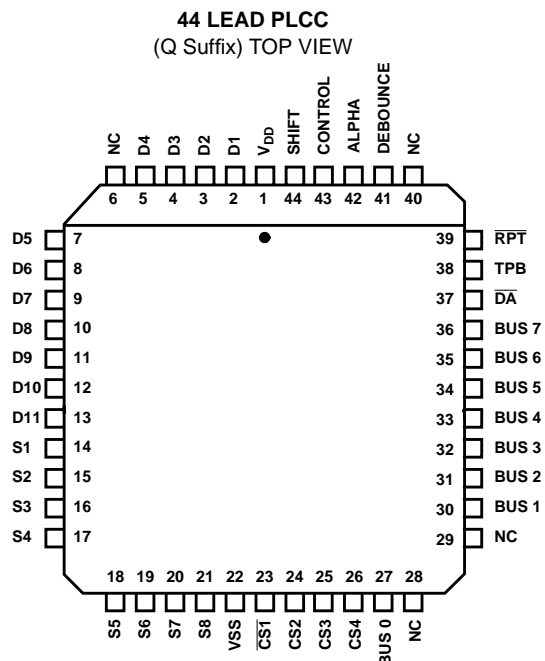 44 LEAD PLCC
(Q Suffix) TOP VIEW
NC D4 D3 D2 D1 VDD SHIFT CONTROL ALPHA DEBOUNCE NC
6 5 4 3 2 1 44 43 42 41 40
D5 7 39 R̅P̅T̅
D6 8 38 TPB
D7 9 37 D̅A̅
D8 10 36 BUS 7
D9 11 35 BUS 6
D10 12 34 BUS 5
D11 13 33 BUS 4
S1 14 32 BUS 3
S2 15 31 BUS 2
S3 16 30 BUS 1
S4 17 29 NC
18 19 20 21 22 23 24 25 26 27 28
S5 S6 S7 S8 VSS C̅S̅1̅ CS2 CS3 CS4 BUS 0 NC